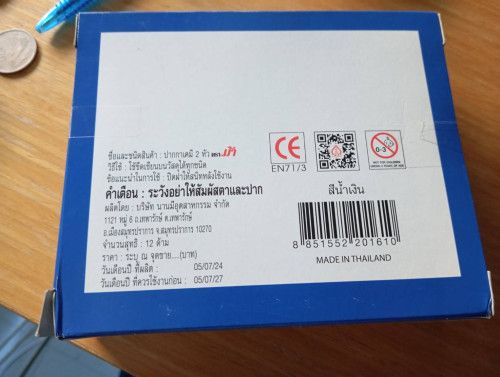 ชื่อและชนิดสินค้า : ปากกาเคมี 2 หัว ตรา ม้า
วิธีใช้ : ใช้ขีดเขียนบนวัสดุได้ทุกชนิด
ข้อแนะนำในการใช้ : ปิดฝาให้สนิทหลังใช้งาน
คำเตือน : ระวังอย่าให้สัมผัสตาและปาก
ผลิตโดย : บริษัท นานมีอุตสาหกรรม จำกัด
1121 หมู่ 6 ถ.เทพารักษ์ ต.เทพารักษ์
อ.เมืองสมุทรปราการ จ.สมุทรปราการ 10270
จำนวนสุทธิ : 12 ด้าม
ราคา : ระบุ ณ จุดขาย....(บาท)
วันเดือนปี ที่ผลิต : 05/07/24
วันเดือนปี ที่ควรใช้งานก่อน : 05/07/27
CE
EN71/3
0-3
สีน้ำเงิน
8 851552 201610
MADE IN THAILAND